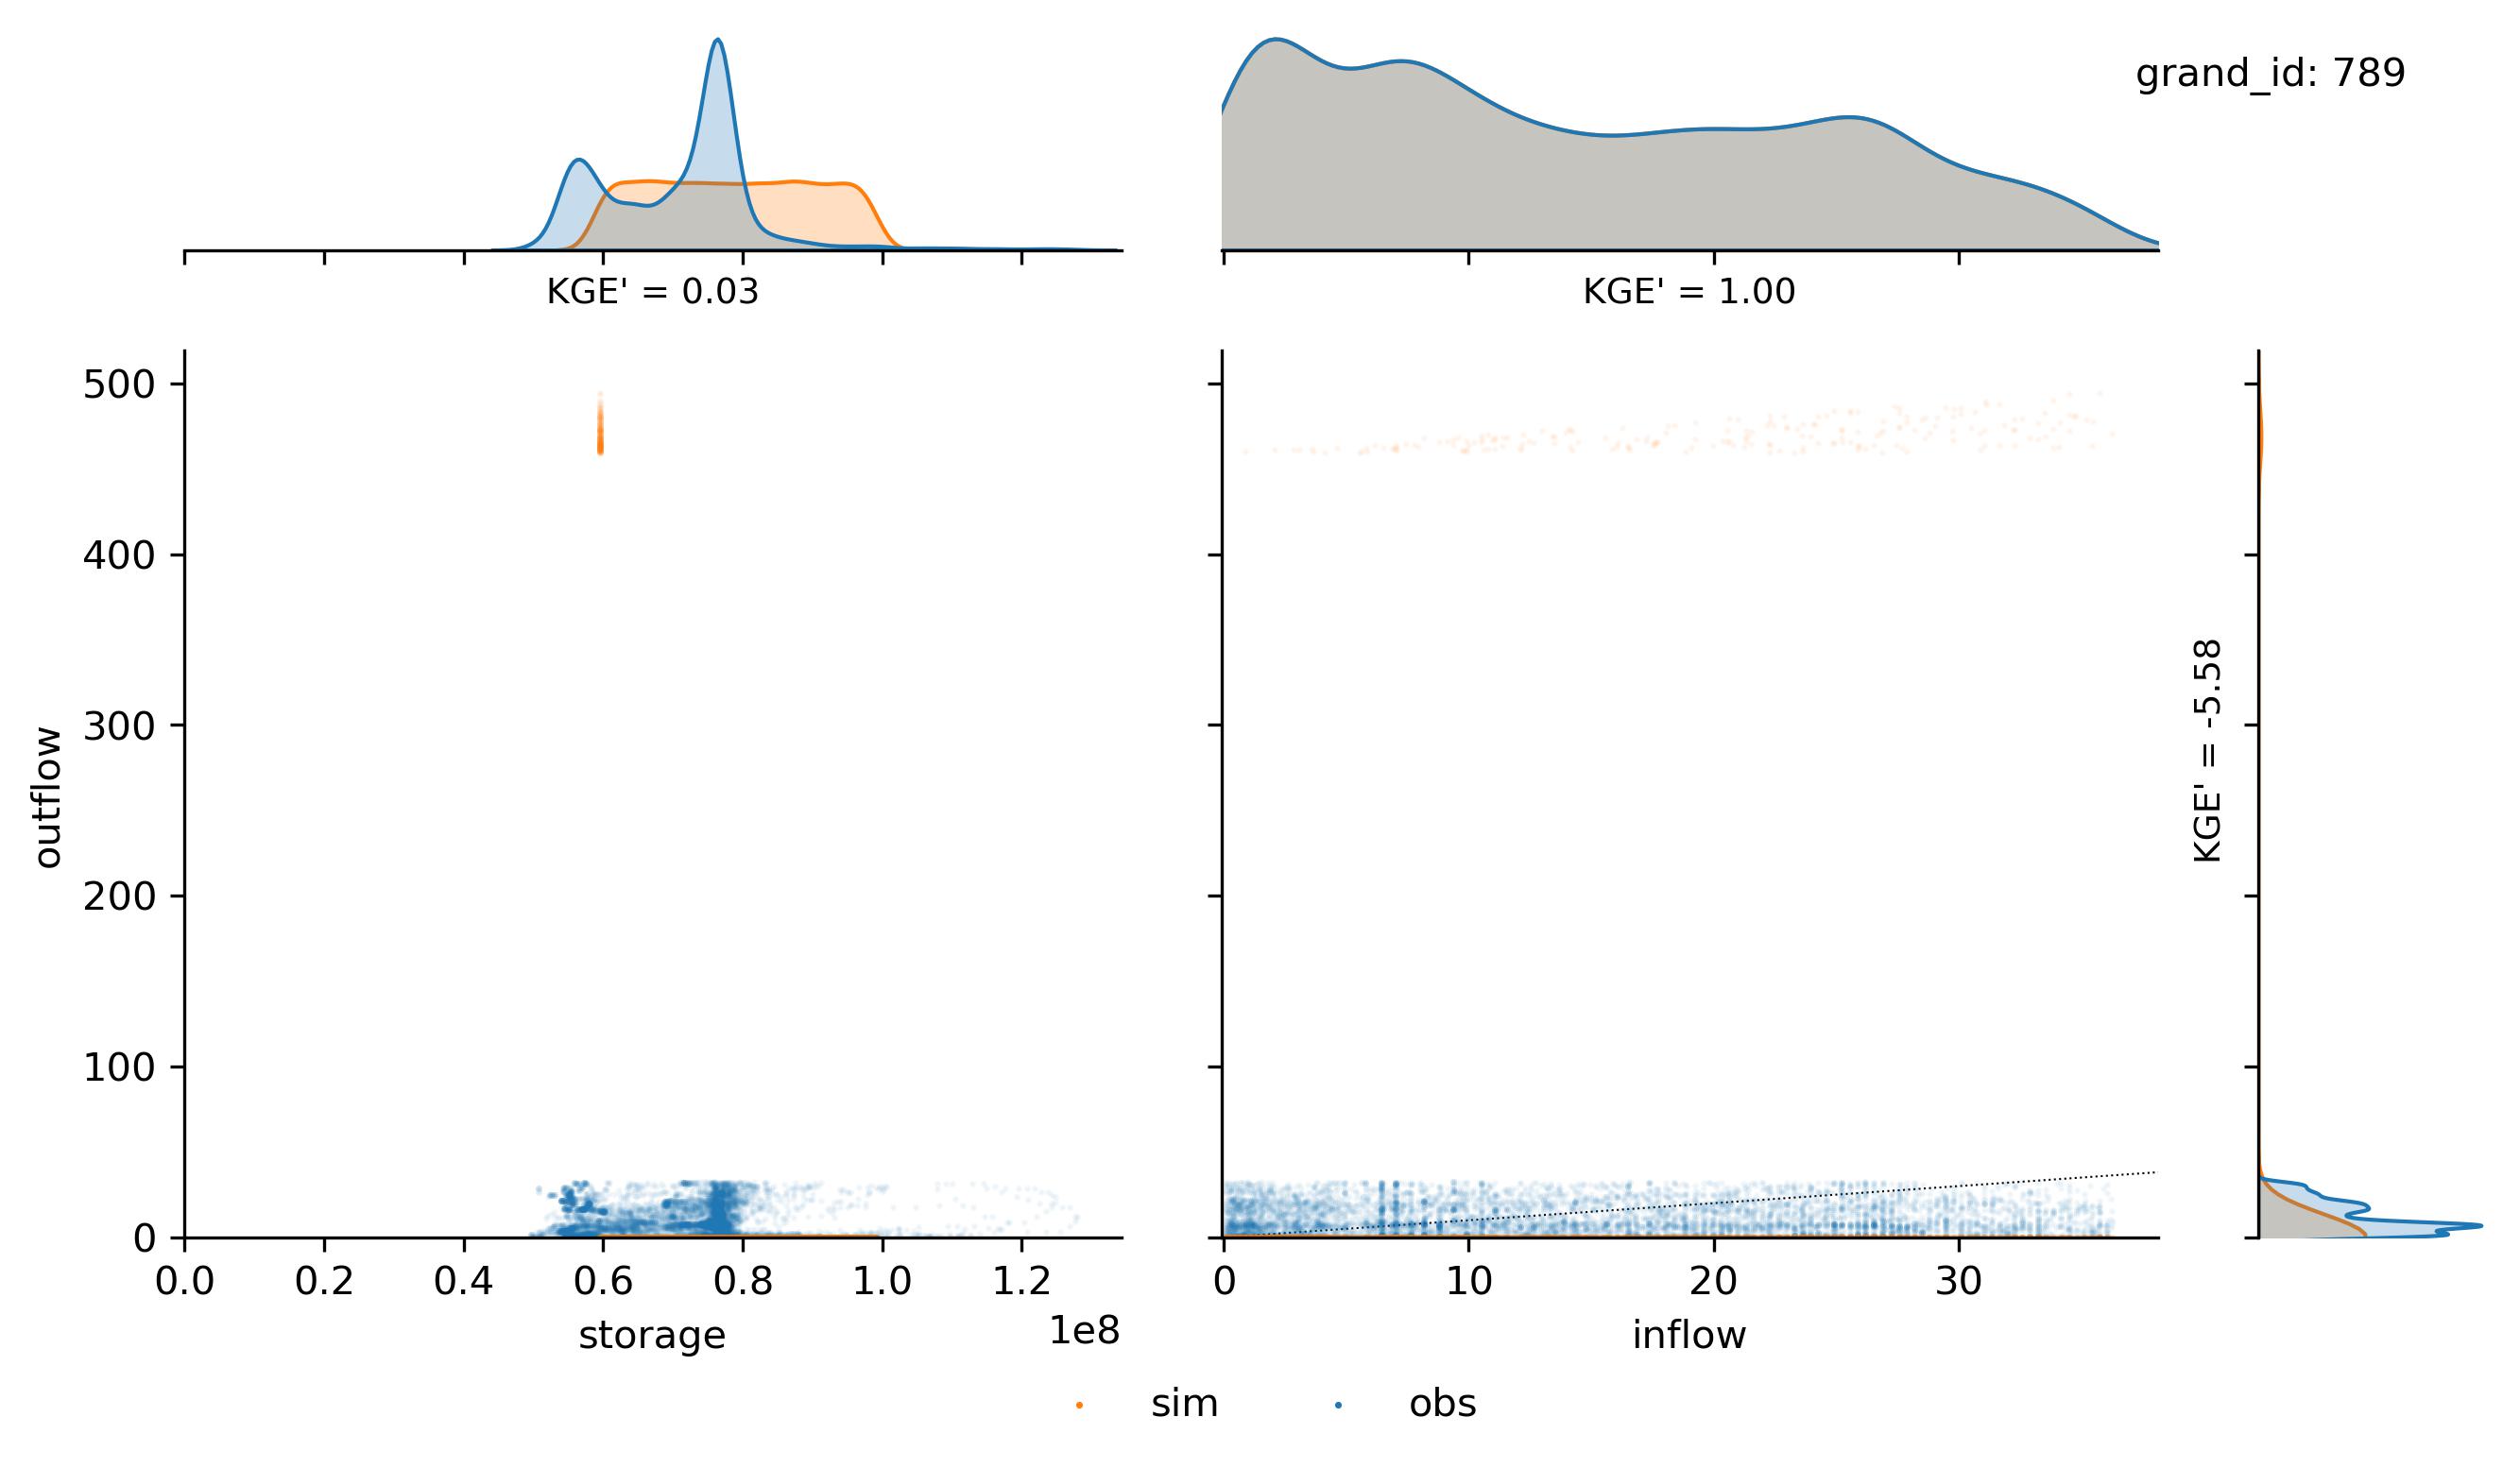 grand_id: 789
KGE' = 0.03
KGE' = 1.00
500
400
300
200
100
0
outflow
KGE' = -5.58
0.0 0.2 0.4 0.6 0.8 1.0 1.2
1e8
storage
0 10 20 30
inflow
sim obs